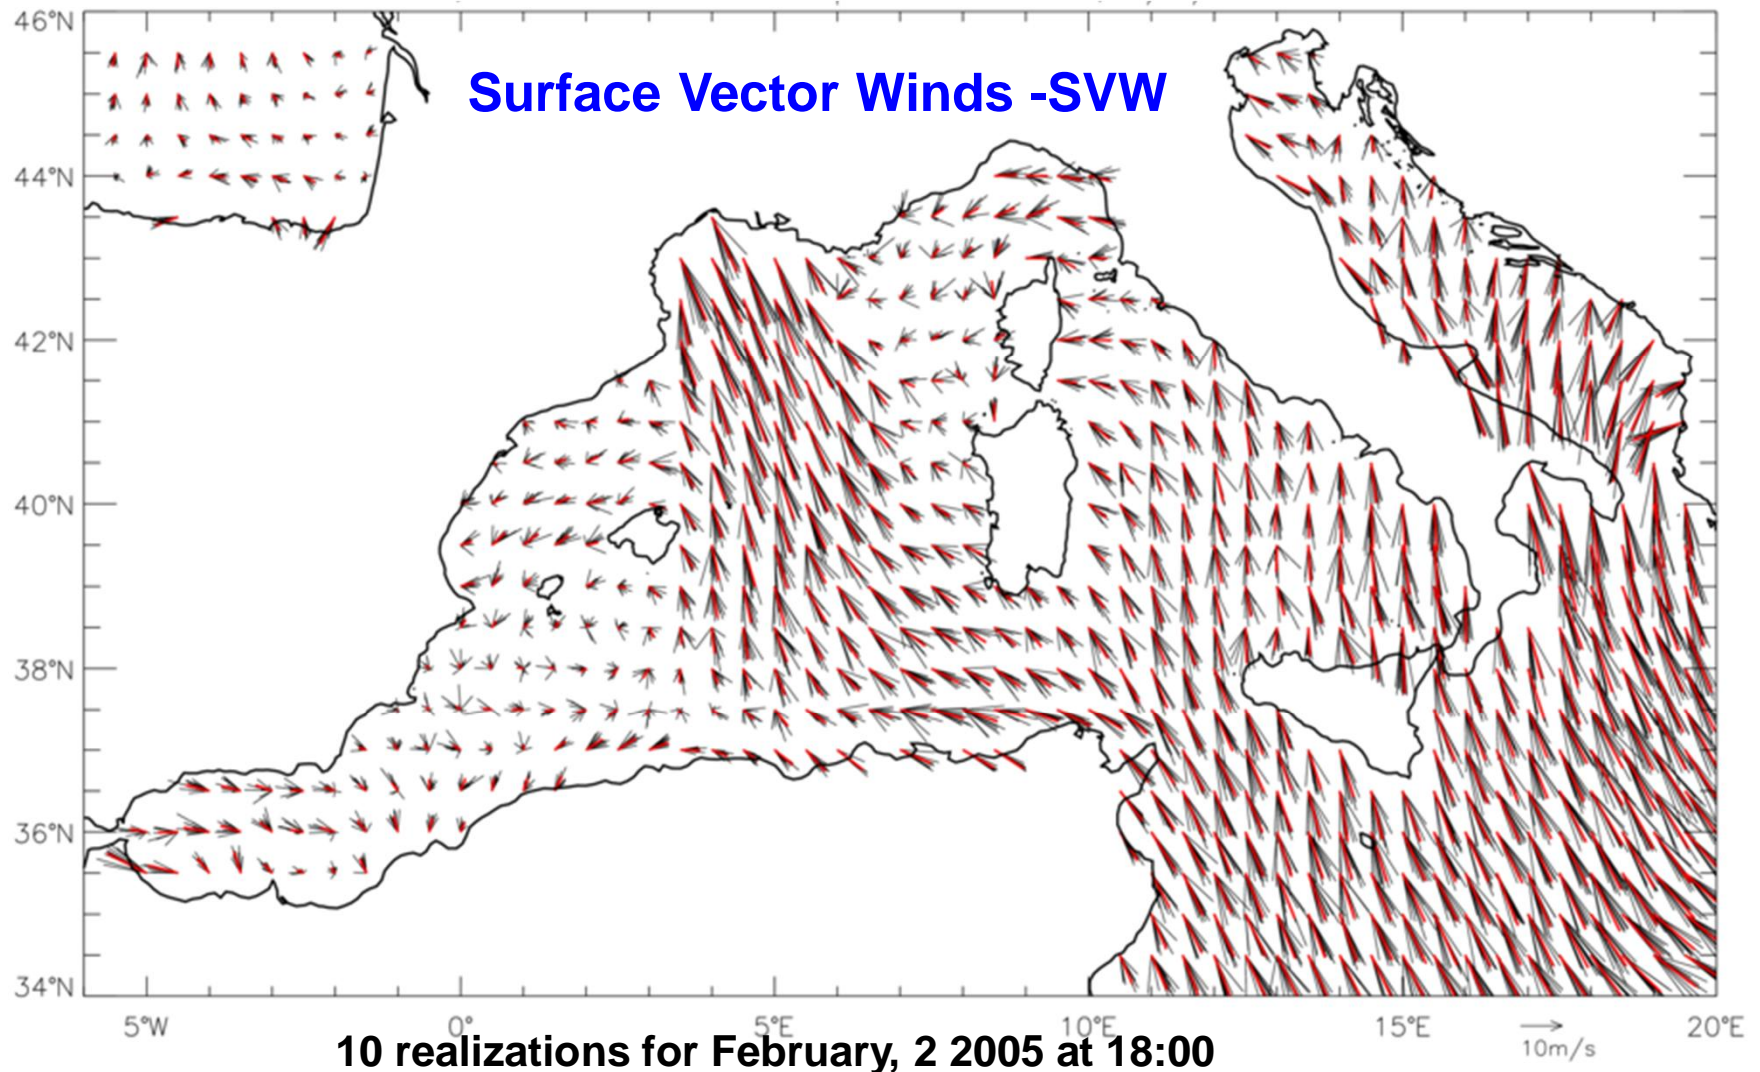 46°N
Surface Vector Winds -SVW
44°N
42°N
40°N
38°N
36°N
34°N
5°W 0° 5°E 10°E 15°E 20°E
10m/s
10 realizations for February, 2 2005 at 18:00